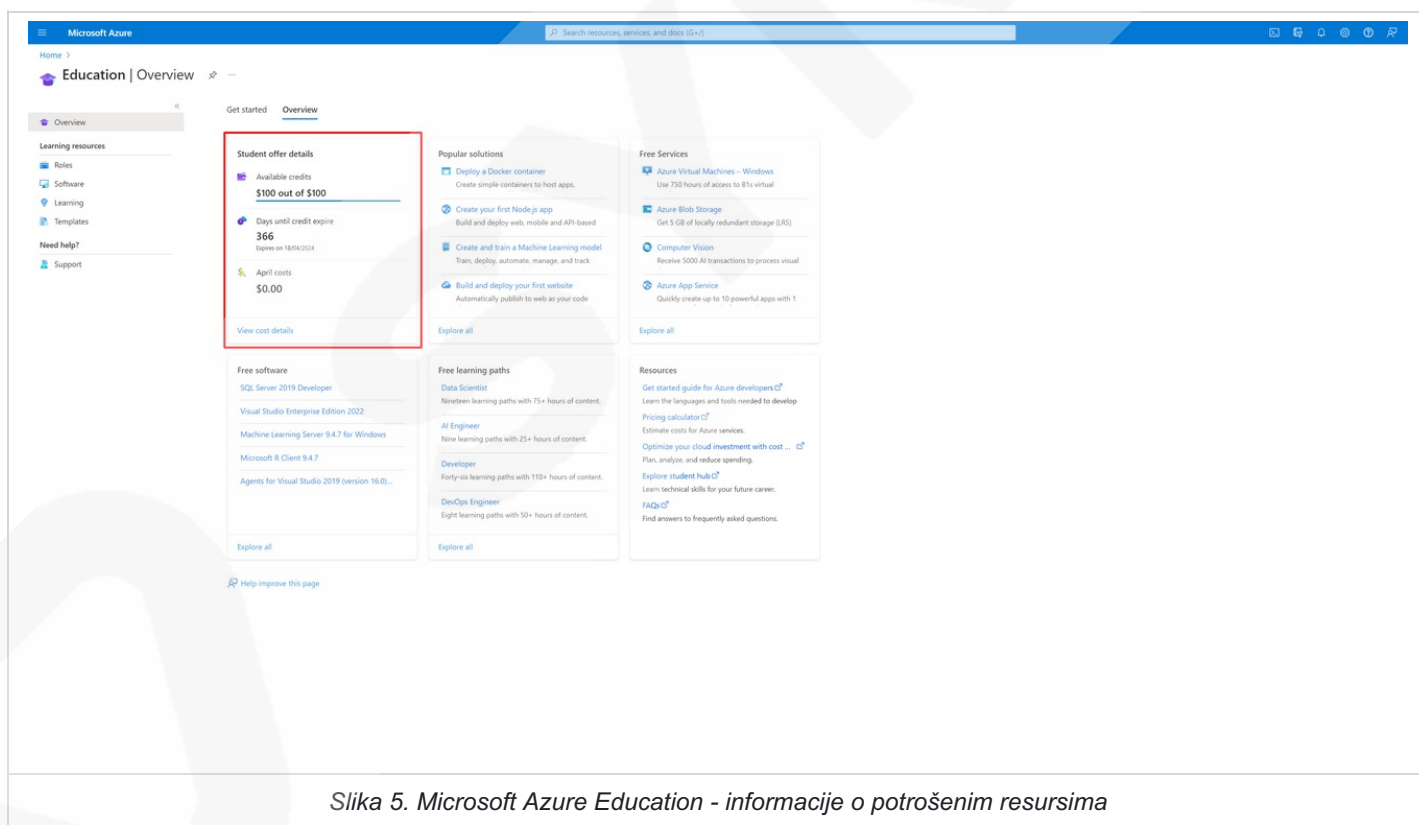 Microsoft Azure
Search resources, services, and docs (G+/)
Home >
Education | Overview
Overview
Learning resources
Roles
Software
Learning
Templates
Need help?
Support
Get started Overview
Student offer details
Available credits
$100 out of $100
Days until credit expire
366
Expires on 18/04/2024
April costs
$0.00
View cost details
Popular solutions
Deploy a Docker container
Create simple containers to host apps.
Create your first Node.js app
Build and deploy web, mobile and API-based
Create and train a Machine Learning model
Train, deploy, automate, manage, and track
Build and deploy your first website
Automatically publish to web as your code
Explore all
Free Services
Azure Virtual Machines – Windows
Use 750 hours of access to B1s virtual
Azure Blob Storage
Get 5 GB of locally redundant storage (LRS)
Computer Vision
Receive 5000 AI transactions to process visual
Azure App Service
Quickly create up to 10 powerful apps with 1
Explore all
Free software
SQL Server 2019 Developer
Visual Studio Enterprise Edition 2022
Machine Learning Server 9.4.7 for Windows
Microsoft R Client 9.4.7
Agents for Visual Studio 2019 (version 16.0)...
Explore all
Free learning paths
Data Scientist
Nineteen learning paths with 75+ hours of content.
AI Engineer
Nine learning paths with 25+ hours of content.
Developer
Forty-six learning paths with 110+ hours of content.
DevOps Engineer
Eight learning paths with 50+ hours of content.
Explore all
Resources
Get started guide for Azure developers
Learn the languages and tools needed to develop
Pricing calculator
Estimate costs for Azure services.
Optimize your cloud investment with cost ...
Plan, analyze, and reduce spending.
Explore student hub
Learn technical skills for your future career.
FAQs
Find answers to frequently asked questions.
Help improve this page
Slika 5. Microsoft Azure Education - informacije o potrošenim resursima